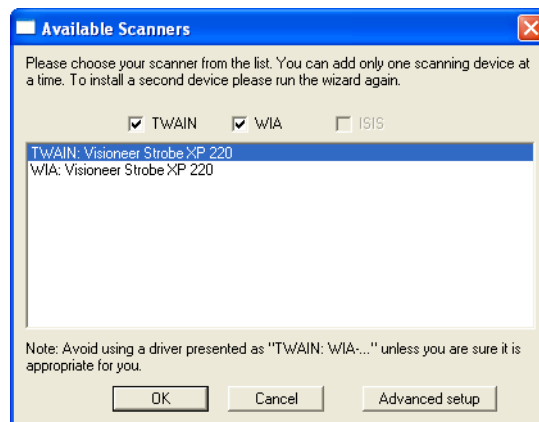 Available Scanners
Please choose your scanner from the list. You can add only one scanning device at
a time. To install a second device please run the wizard again.
TWAIN WIA ISIS
TWAIN: Visioneer Strobe XP 220
WIA: Visioneer Strobe XP 220
Note: Avoid using a driver presented as "TWAIN: WIA-..." unless you are sure it is
appropriate for you.
OK Cancel Advanced setup